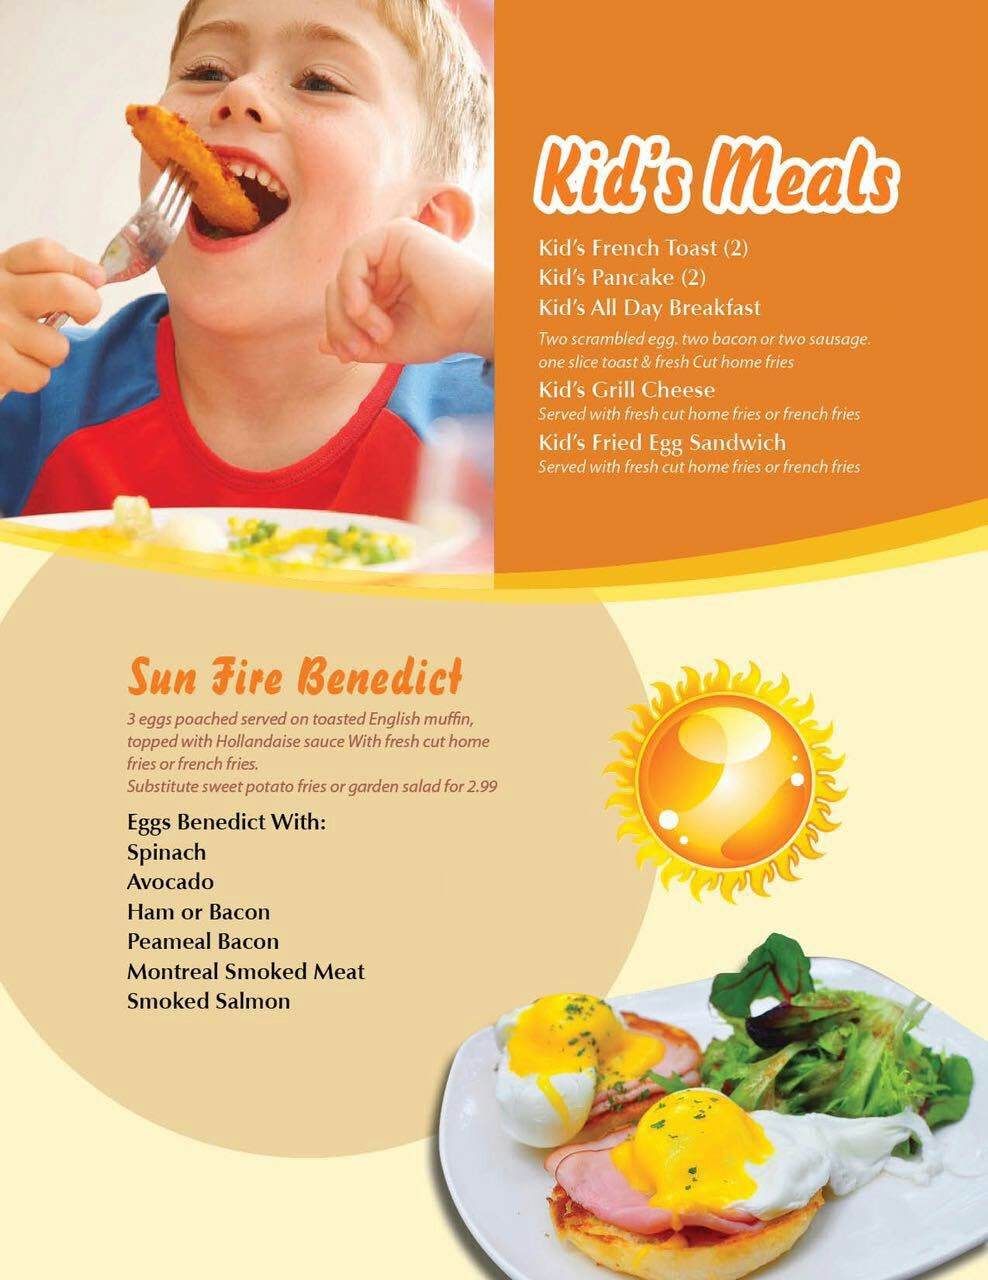 Kid's Meals
Kid's French Toast (2)
Kid's Pancake (2)
Kid's All Day Breakfast
Two scrambled egg. two bacon or two sausage.
one slice toast & fresh Cut home fries
Kid's Grill Cheese
Served with fresh cut home fries or french fries
Kid's Fried Egg Sandwich
Served with fresh cut home fries or french fries
Sun Fire Benedict
3 eggs poached served on toasted English muffin,
topped with Hollandaise sauce With fresh cut home
fries or french fries.
Substitute sweet potato fries or garden salad for 2.99
Eggs Benedict With:
Spinach
Avocado
Ham or Bacon
Peameal Bacon
Montreal Smoked Meat
Smoked Salmon